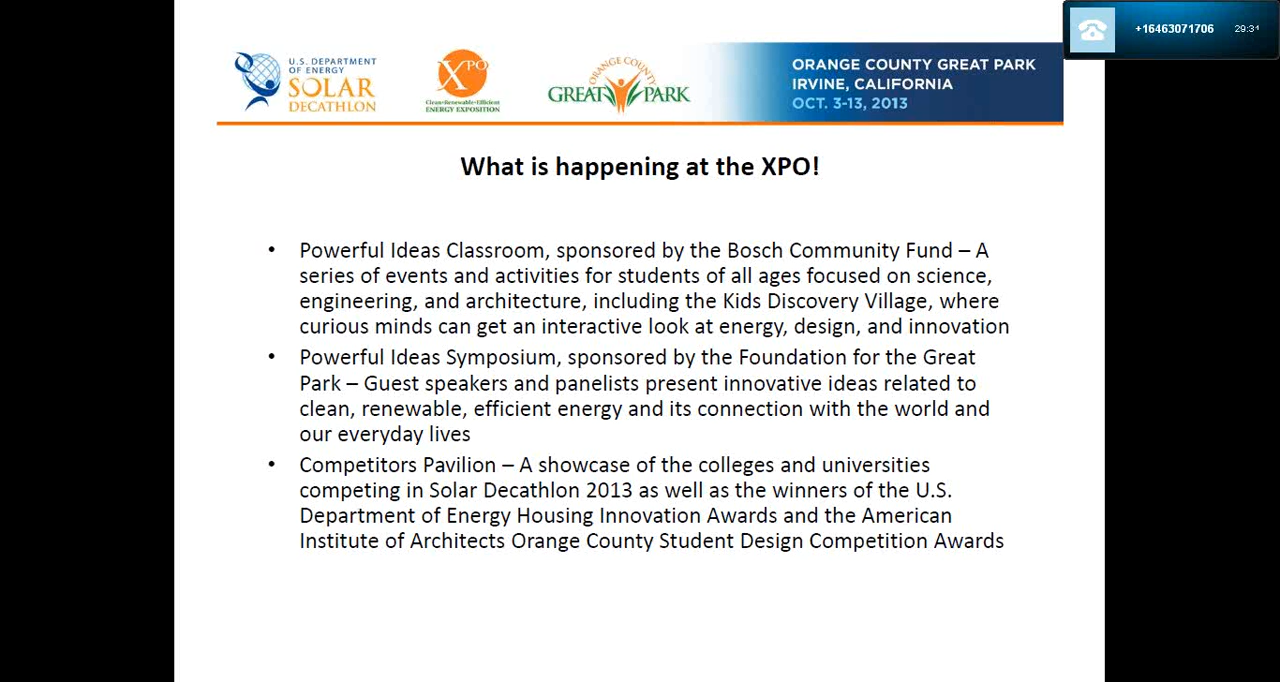 +16463071706 29:34
U.S. DEPARTMENT
OF ENERGY
SOLAR
DECATHLON
XPO
Clean•Renewable•Efficient
ENERGY EXPOSITION
ORANGE COUNTY
GREAT PARK
ORANGE COUNTY GREAT PARK
IRVINE, CALIFORNIA
OCT. 3-13, 2013
What is happening at the XPO!
• Powerful Ideas Classroom, sponsored by the Bosch Community Fund – A
series of events and activities for students of all ages focused on science,
engineering, and architecture, including the Kids Discovery Village, where
curious minds can get an interactive look at energy, design, and innovation
• Powerful Ideas Symposium, sponsored by the Foundation for the Great
Park – Guest speakers and panelists present innovative ideas related to
clean, renewable, efficient energy and its connection with the world and
our everyday lives
• Competitors Pavilion – A showcase of the colleges and universities
competing in Solar Decathlon 2013 as well as the winners of the U.S.
Department of Energy Housing Innovation Awards and the American
Institute of Architects Orange County Student Design Competition Awards